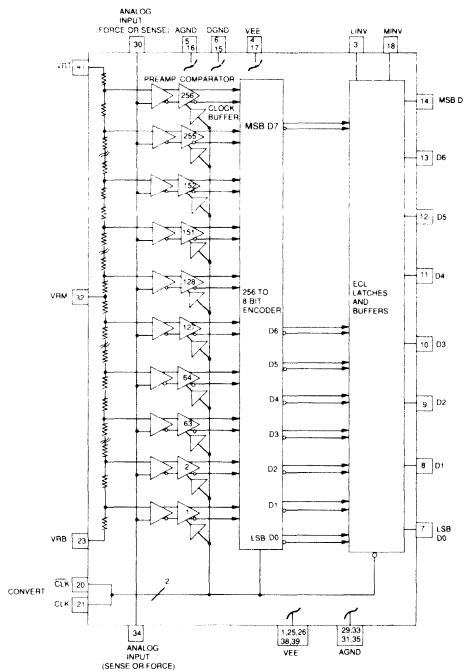 ANALOG
INPUT
(FORCE OR SENSE)
AGND
DGND
VEE
LINV
MINV
30
5
16
6
15
4
17
3
18
VRT
41
PREAMP
COMPARATOR
256
CLOCK
BUFFER
MSB D7
14
MSB D
255
13
D6
152
12
D5
151
11
D4
VRM
32
128
256 TO
8-BIT
ENCODER
ECL
LATCHES
AND
BUFFERS
127
D6
10
D3
64
D5
D4
9
D2
63
D3
2
D2
8
D1
1
D1
7
LSB
D0
VRB
23
LSB D0
CONVERT
CLK
20
CLK
21
2
34
ANALOG
INPUT
(SENSE OR FORCE)
1,25,26
38,39
VEE
29,33
31,35
AGND